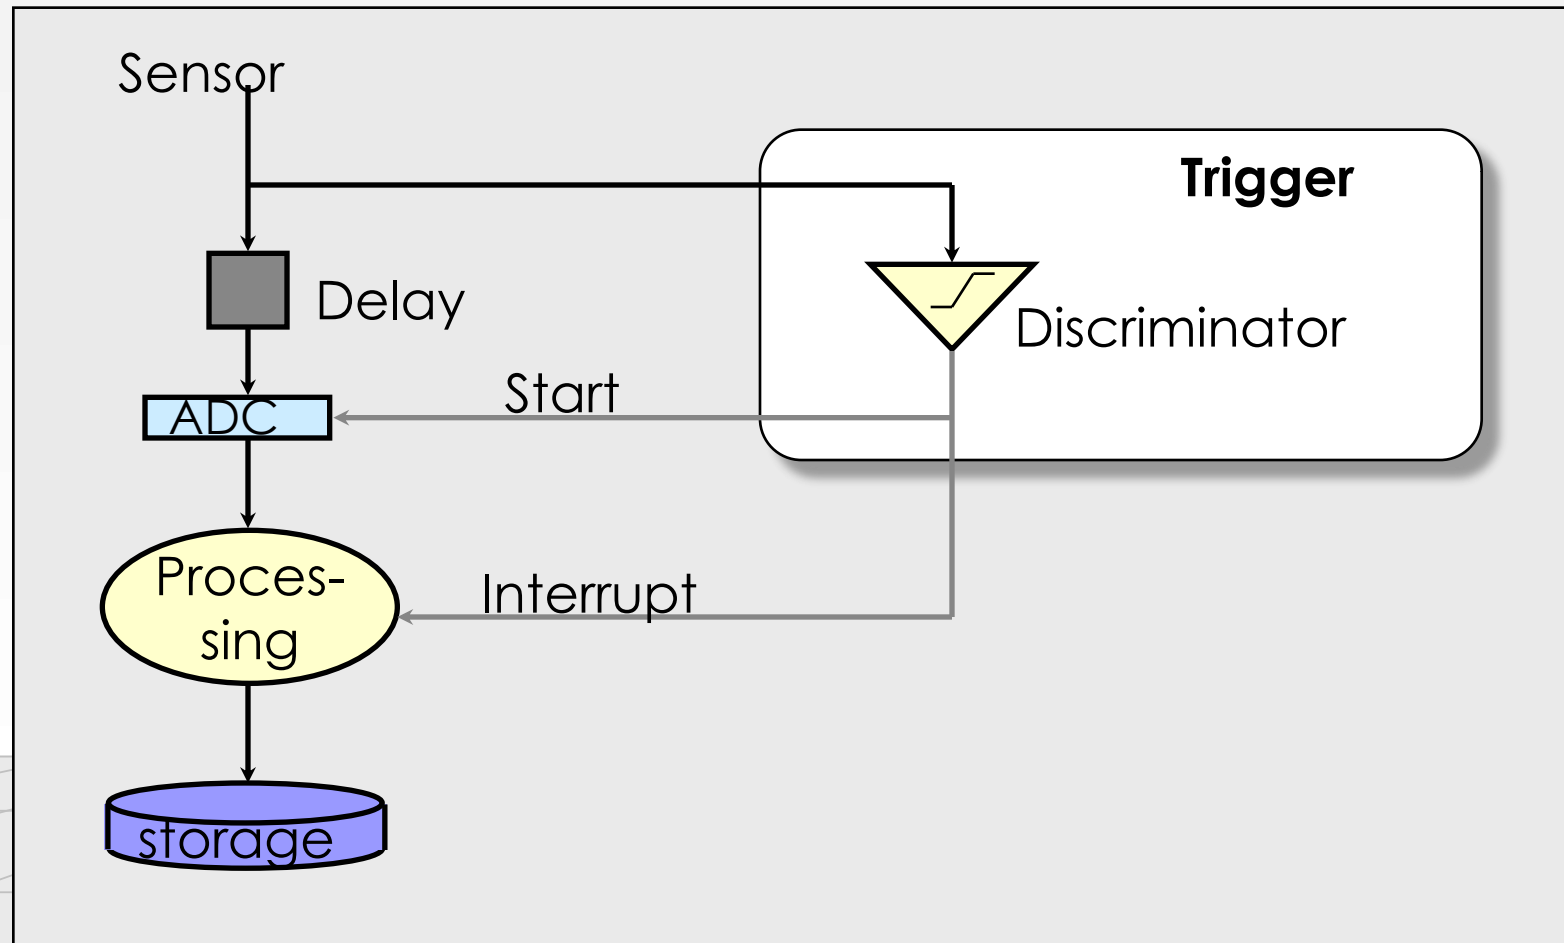 Sensor
Trigger
Delay
Discriminator
Start
ADC
Proces-
sing
Interrupt
storage